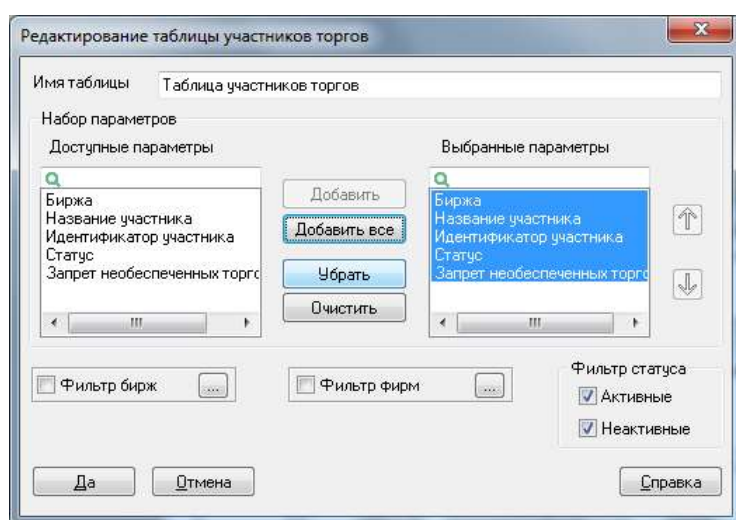 Редактирование таблицы участников торгов
Имя таблицы Таблица участников торгов
Набор параметров
Доступные параметры Выбранные параметры
Биржа
Название участника
Идентификатор участника
Статус
Запрет необеспеченных торгс
Добавить
Добавить все
Убрать
Очистить
Биржа
Название участника
Идентификатор участника
Статус
Запрет необеспеченных торгс
Фильтр бирж ...
Фильтр фирм ...
Фильтр статуса
Активные
Неактивные
Да Отмена Справка